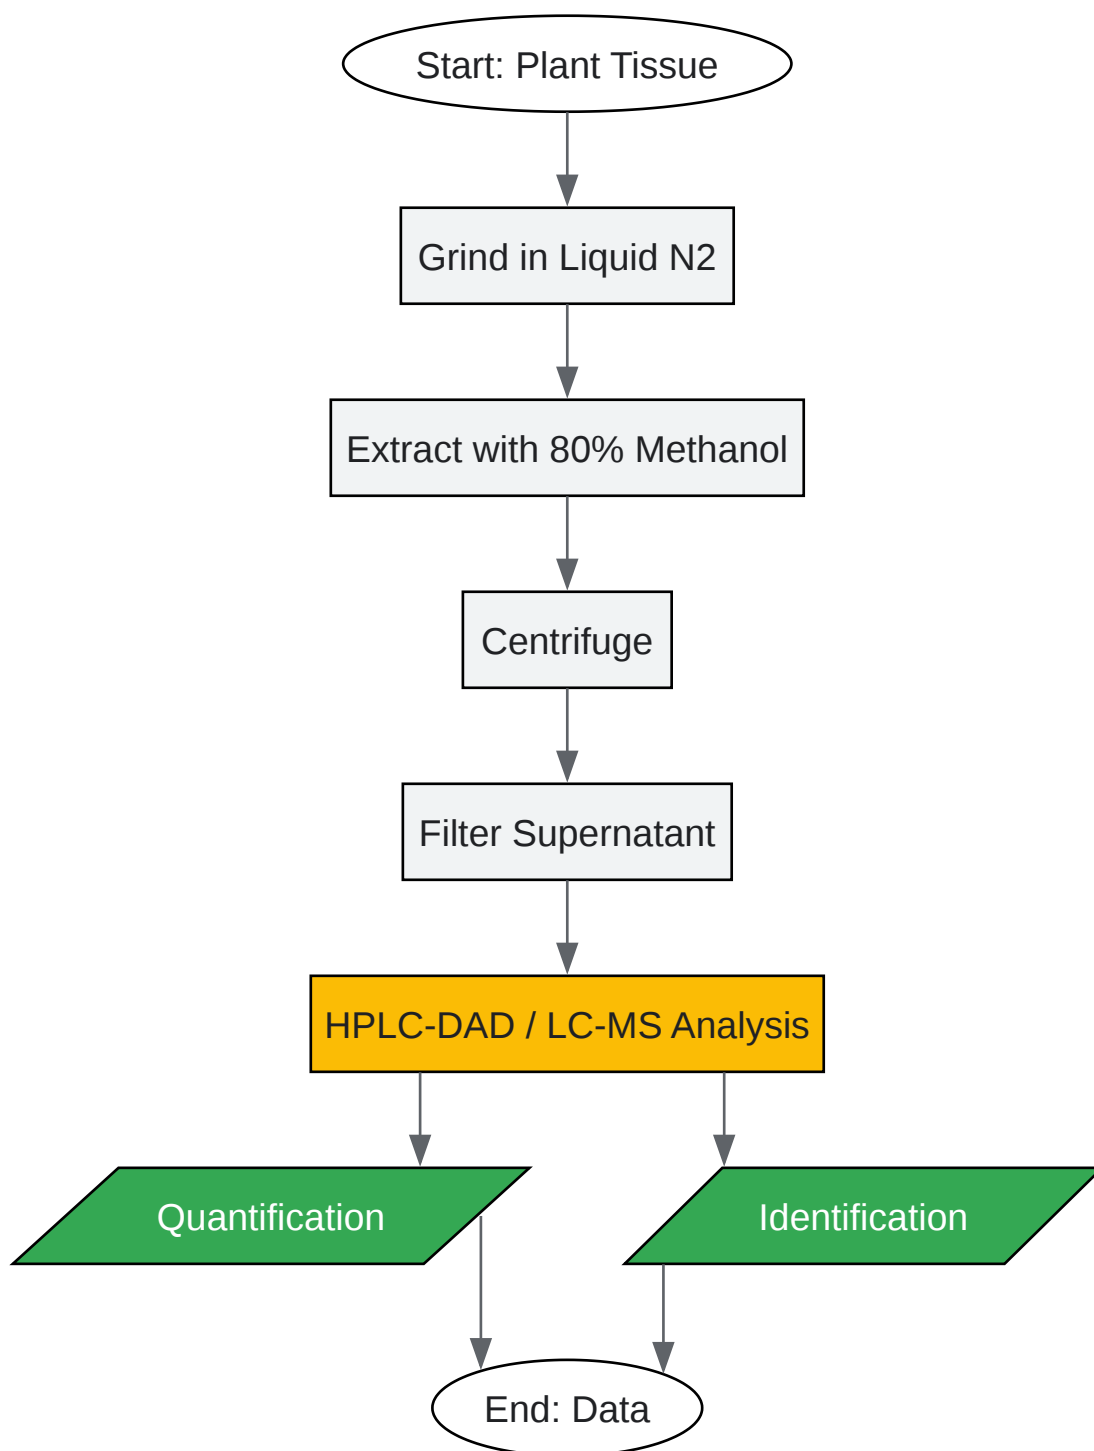 Start: Plant Tissue
Grind in Liquid N2
Extract with 80% Methanol
Centrifuge
Filter Supernatant
HPLC-DAD / LC-MS Analysis
Quantification
Identification
End: Data